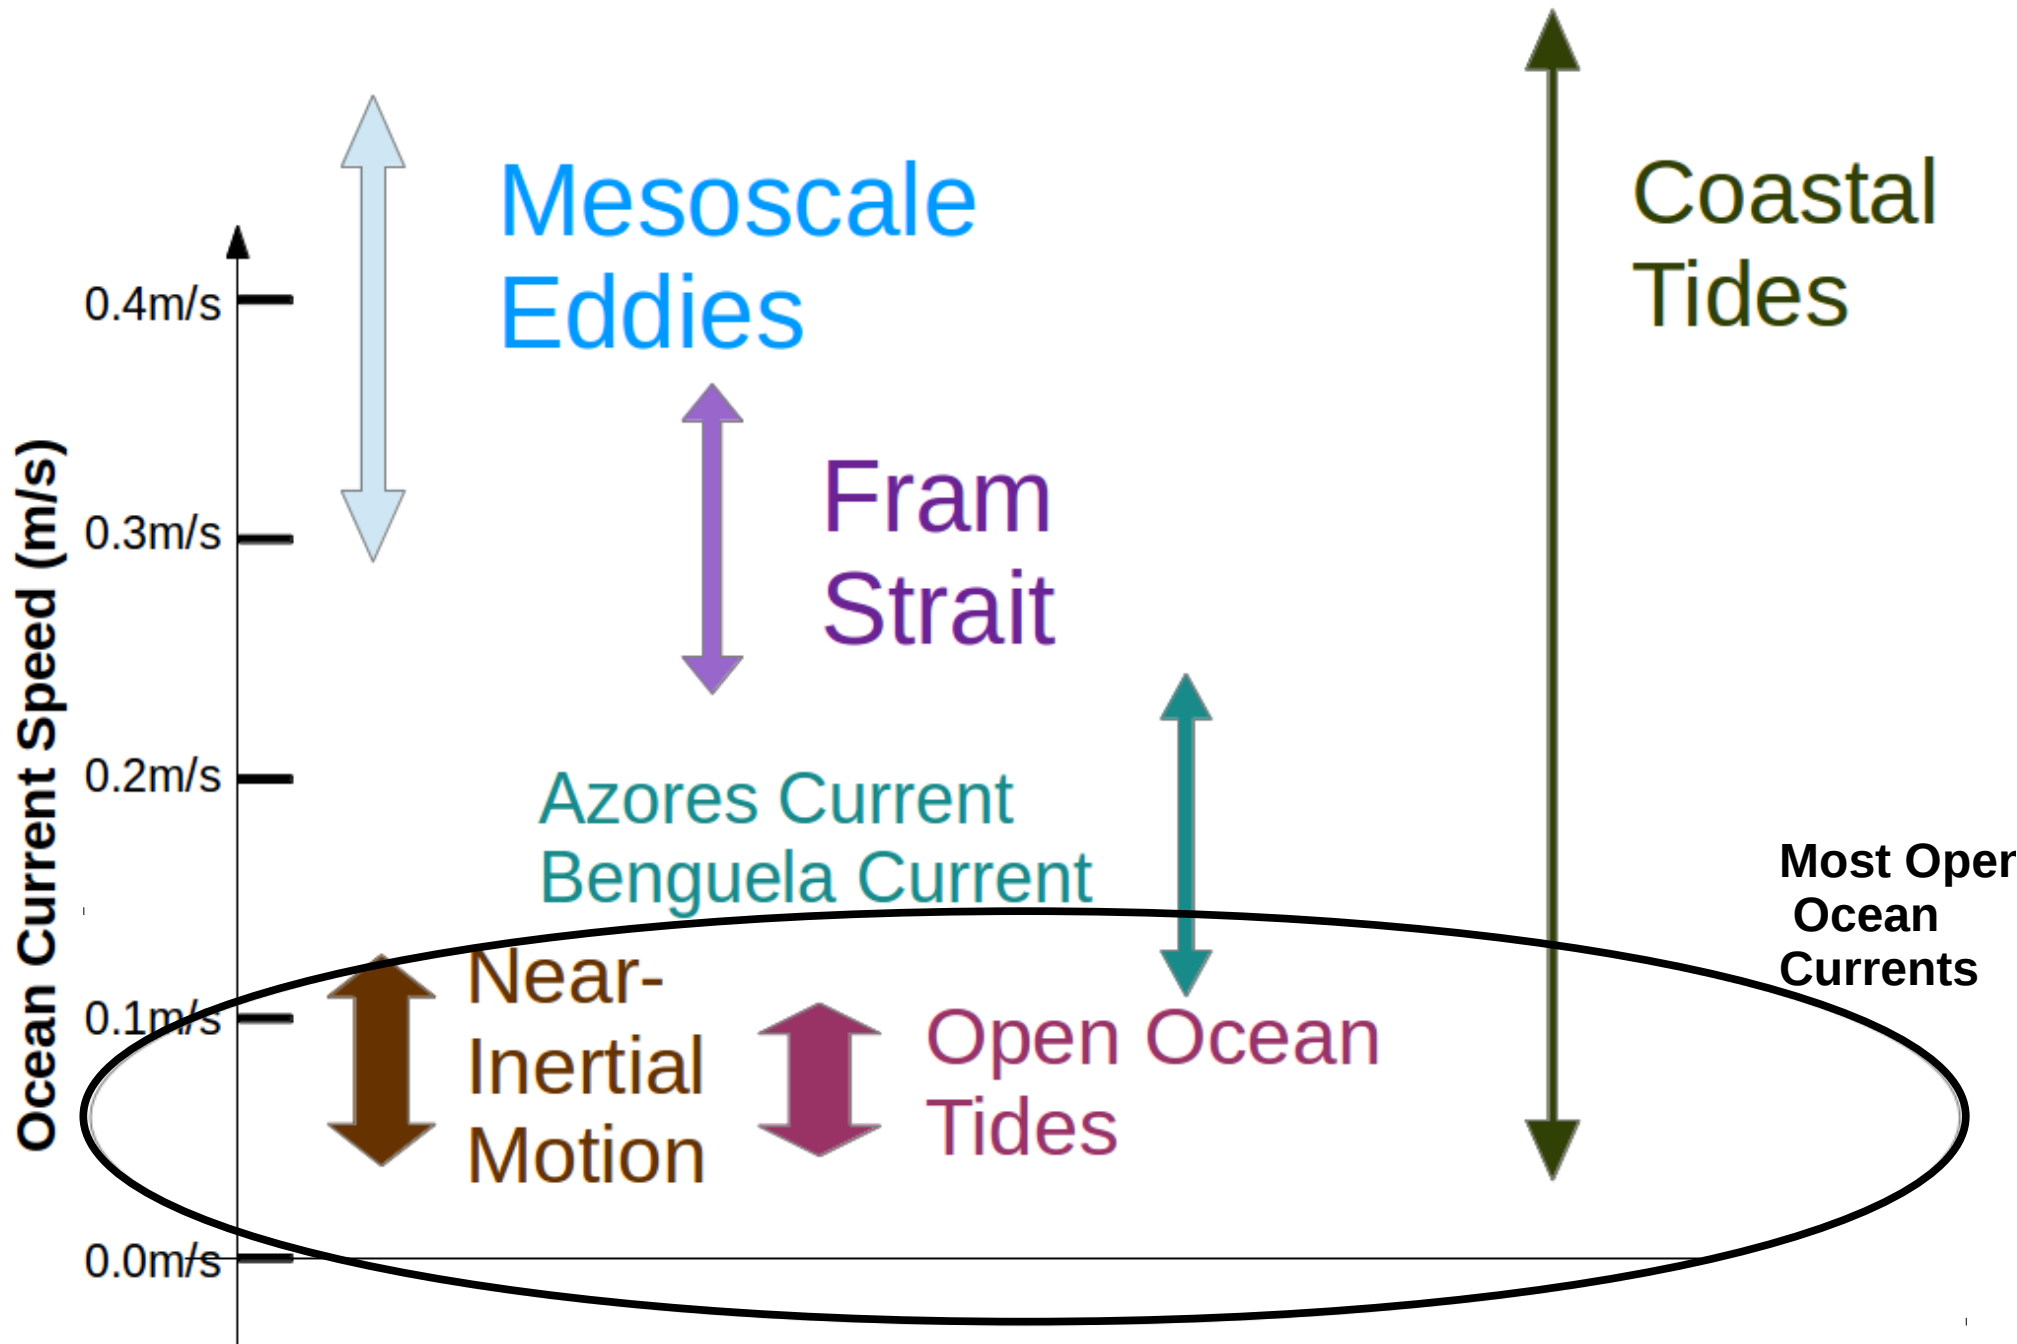 Mesoscale
Eddies
Coastal
Tides
0.4m/s
Fram
Strait
0.3m/s
Ocean Current Speed (m/s)
0.2m/s
Azores Current
Benguela Current
Most Open
Ocean
Currents
Near-
Inertial
Motion
0.1m/s
Open Ocean
Tides
0.0m/s